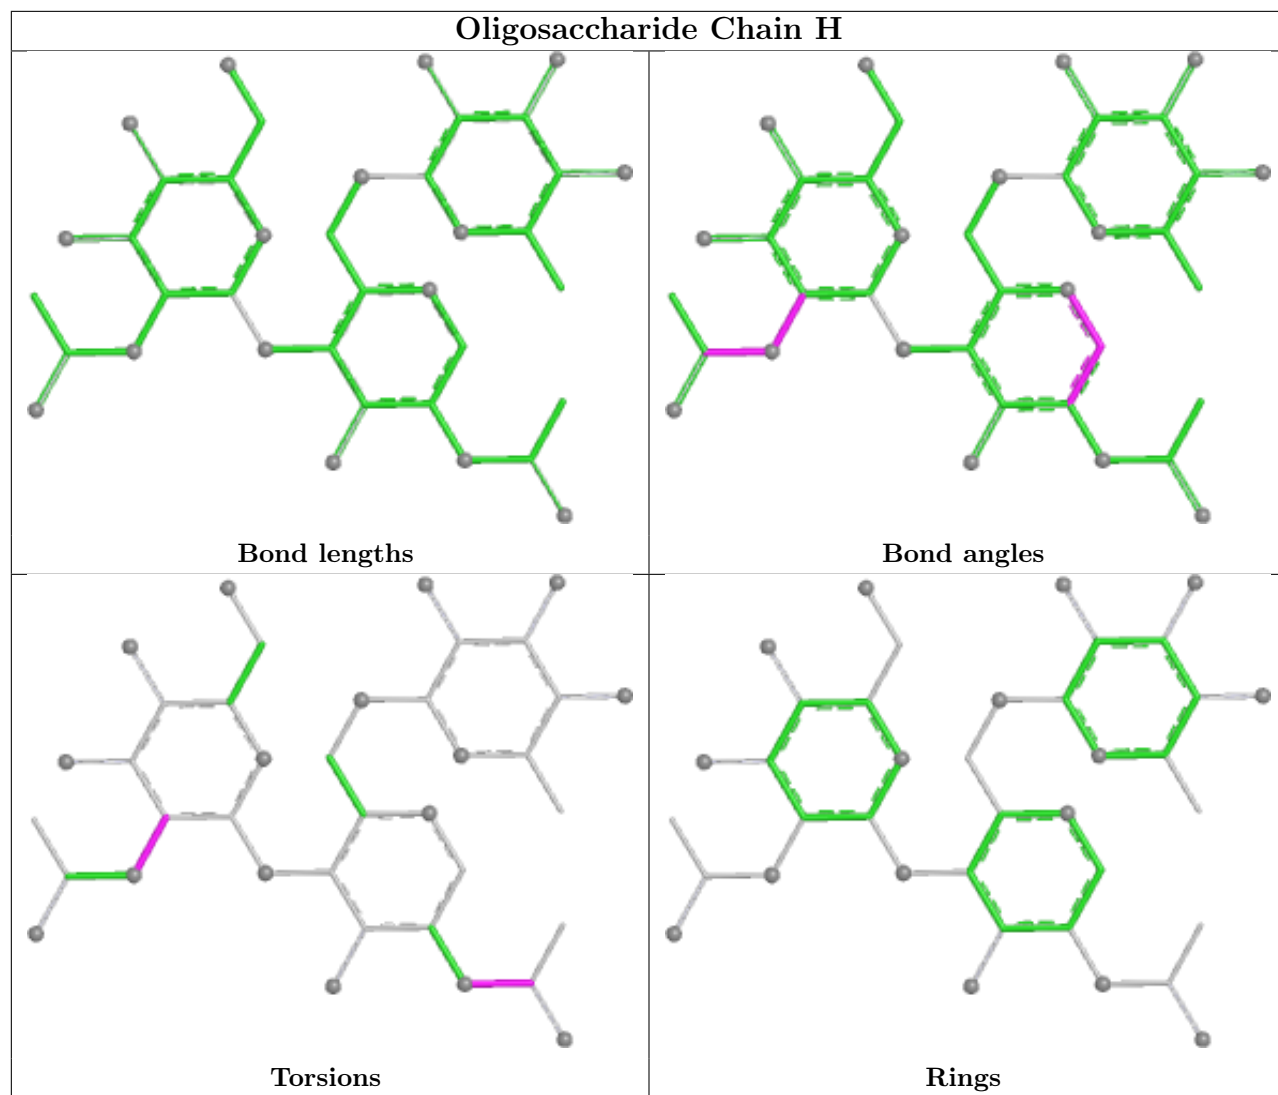 Oligosaccharide Chain H
Bond lengths
Bond angles
Torsions
Rings